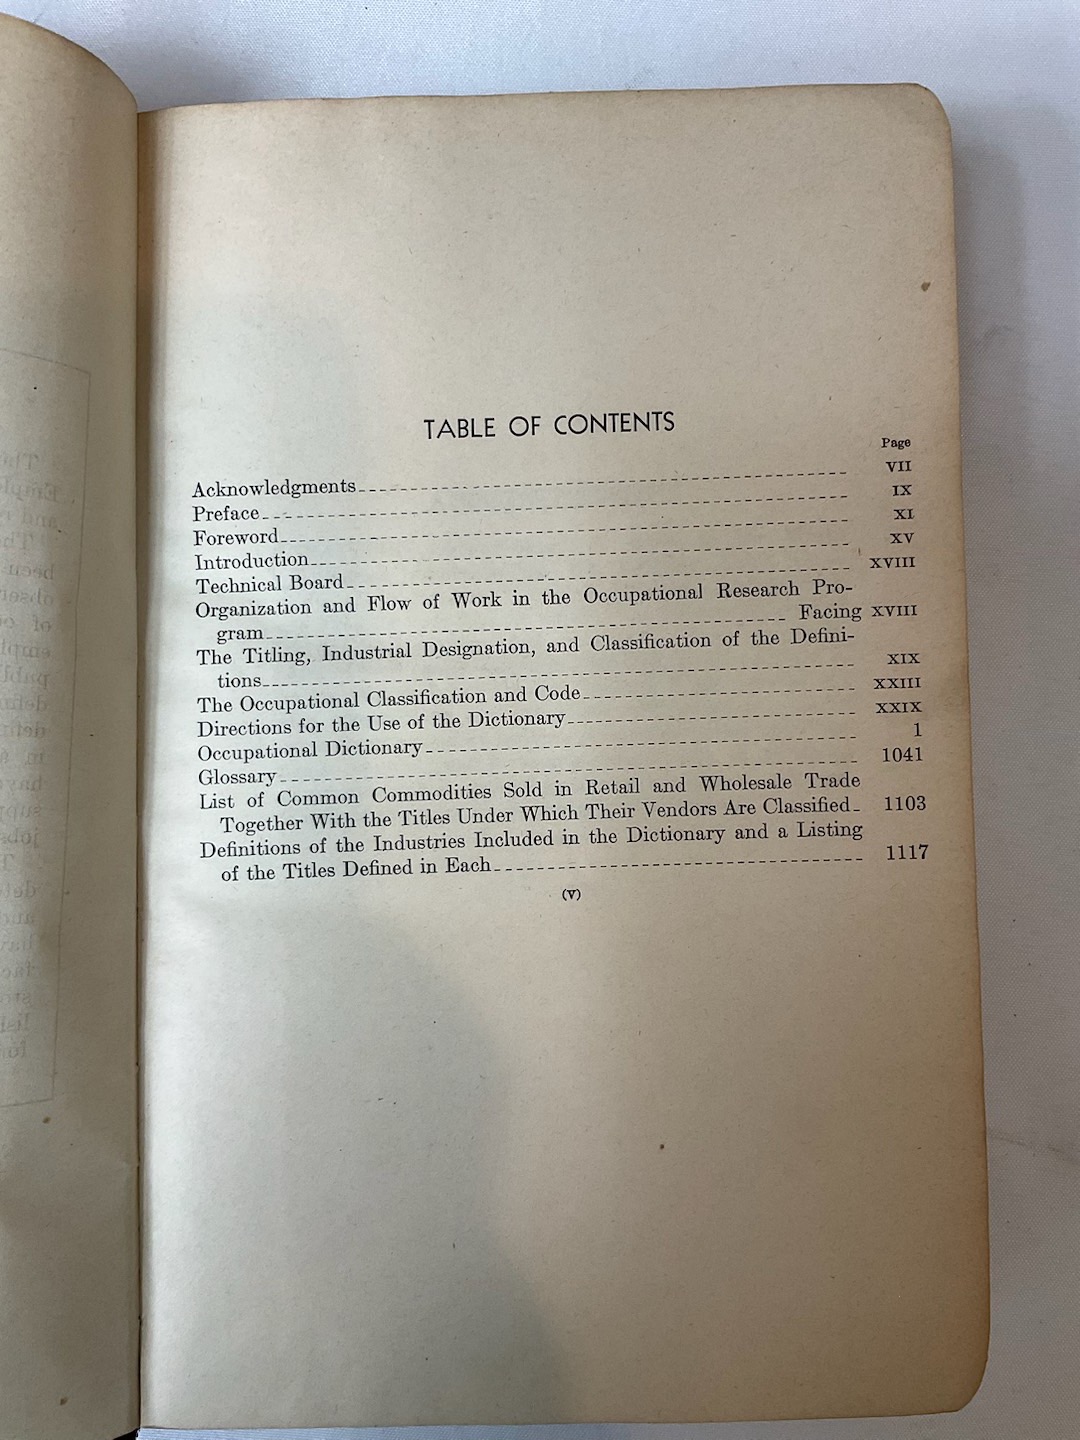 TABLE OF CONTENTS
Page
Acknowledgments VII
Preface IX
Foreword XI
Introduction XV
Technical Board XVIII
Organization and Flow of Work in the Occupational Research Pro-
gram Facing XVIII
The Titling, Industrial Designation, and Classification of the Defini-
tions XIX
The Occupational Classification and Code XXIII
Directions for the Use of the Dictionary XXIX
Occupational Dictionary 1
Glossary 1041
List of Common Commodities Sold in Retail and Wholesale Trade
Together With the Titles Under Which Their Vendors Are Classified 1103
Definitions of the Industries Included in the Dictionary and a Listing
of the Titles Defined in Each 1117
(V)